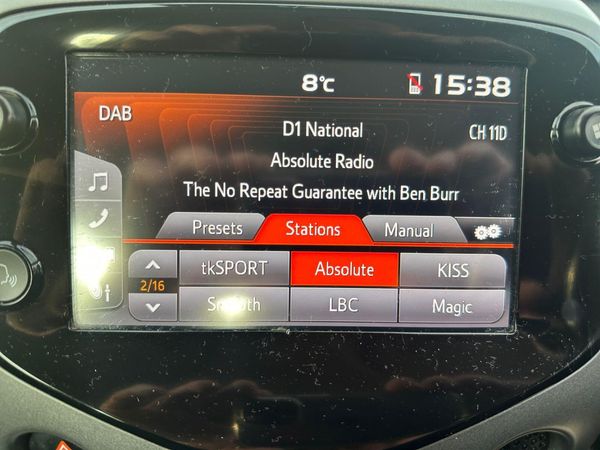 8°C 15:38
DAB
D1 National CH 11D
Absolute Radio
The No Repeat Guarantee with Ben Burr
Presets Stations Manual
tkSPORT Absolute KISS
2/16
Smooth LBC Magic